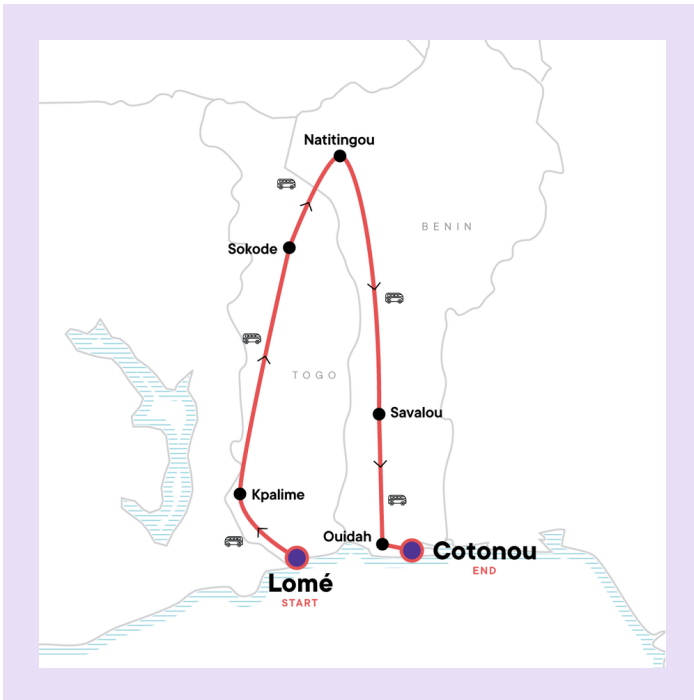 Natitingou
BENIN
Sokode
TOGO
Savalou
Kpalime
Ouidah
Cotonou
END
Lomé
START